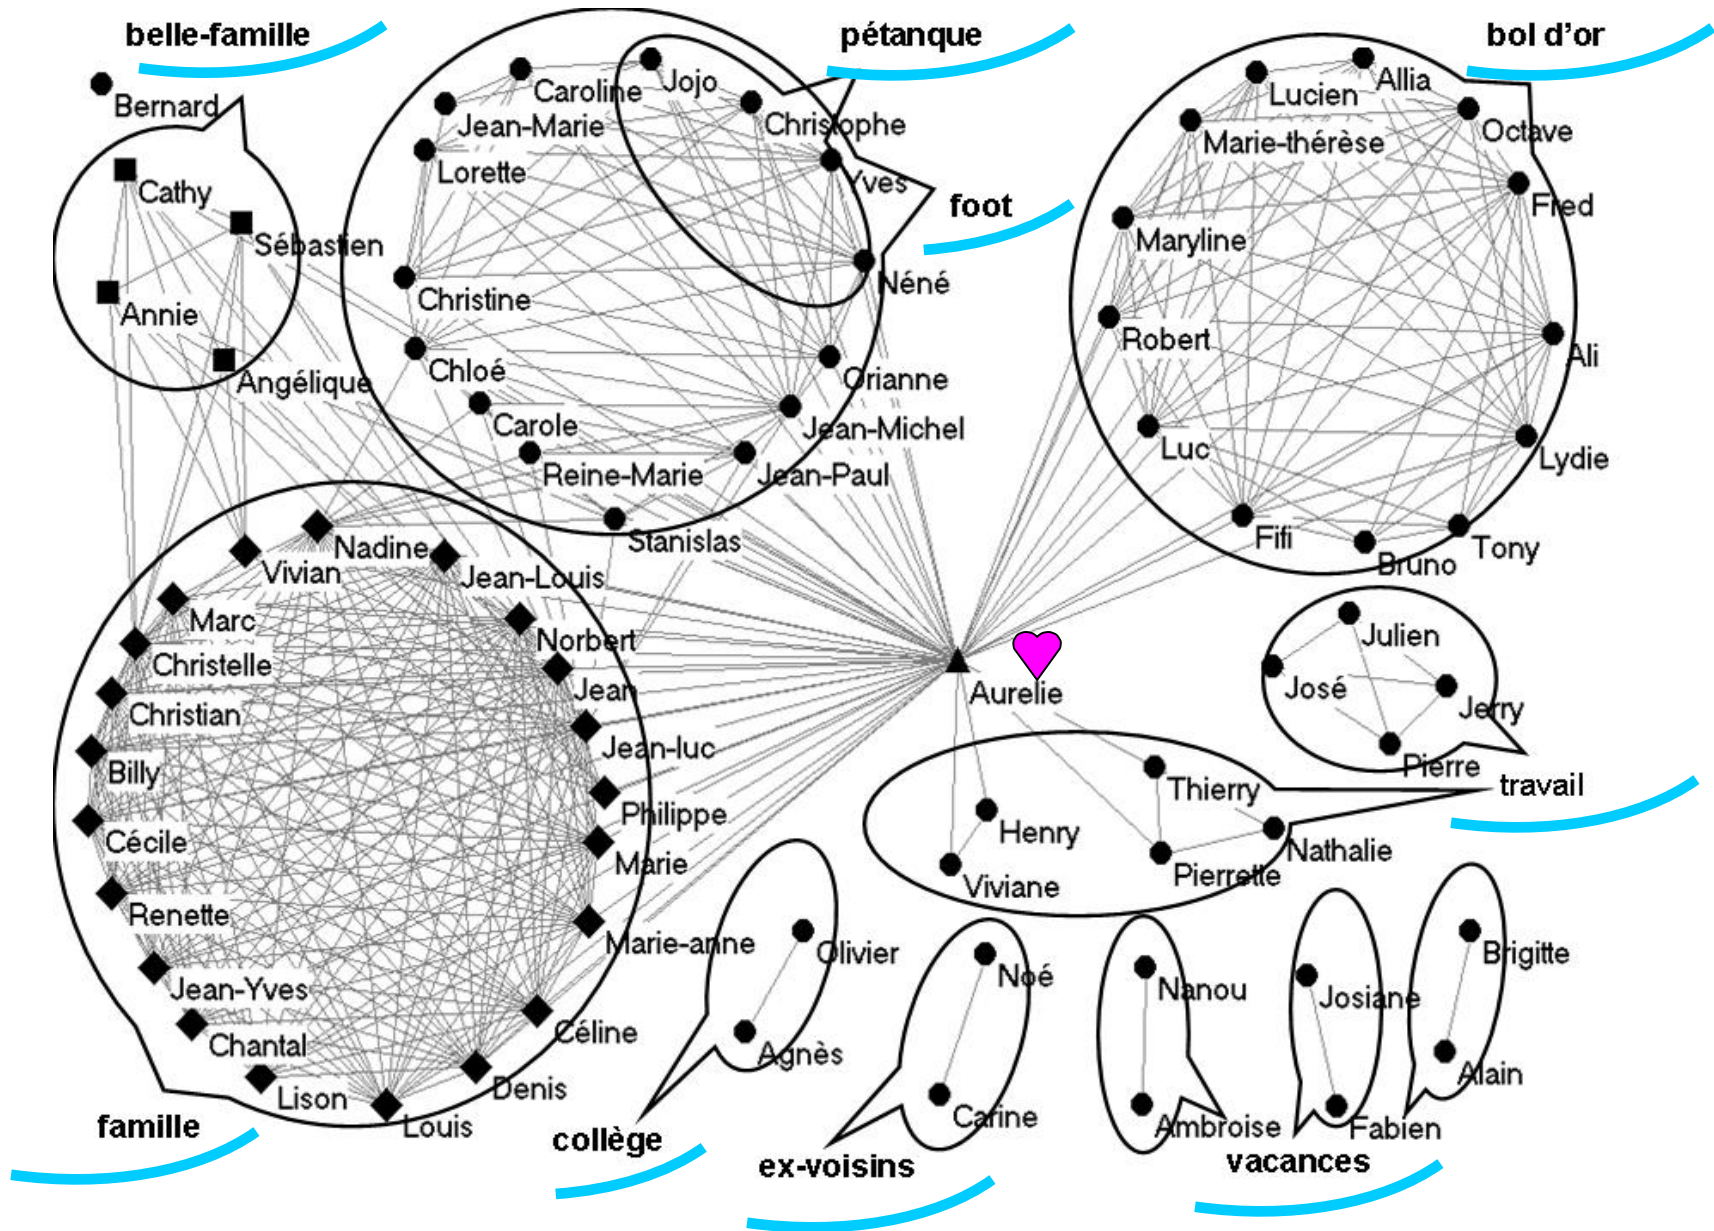 belle-famille
pétanque
bol d'or
foot
Bernard
Cathy
Sébastien
Annie
Angélique
Caroline
Jojo
Jean-Marie
Christophe
Lorette
Yves
Christine
Néné
Chloé
Orianne
Carole
Jean-Michel
Reine-Marie
Jean-Paul
Stanislas
Lucien
Allia
Marie-thérèse
Octave
Fred
Maryline
Robert
Ali
Luc
Lydie
Fifi
Bruno
Tony
Nadine
Vivian
Jean-Louis
Marc
Norbert
Christelle
Jean
Christian
Jean-luc
Billy
Philippe
Cécile
Marie
Renette
Marie-anne
Jean-Yves
Céline
Chantal
Denis
Lison
Louis
Aurelie
Julien
José
Jerry
Pierre
travail
Thierry
Henry
Nathalie
Viviane
Pierrette
Olivier
Agnès
Noé
Carine
Nanou
Ambroise
Josiane
Fabien
Brigitte
Alain
famille
collège
ex-voisins
vacances